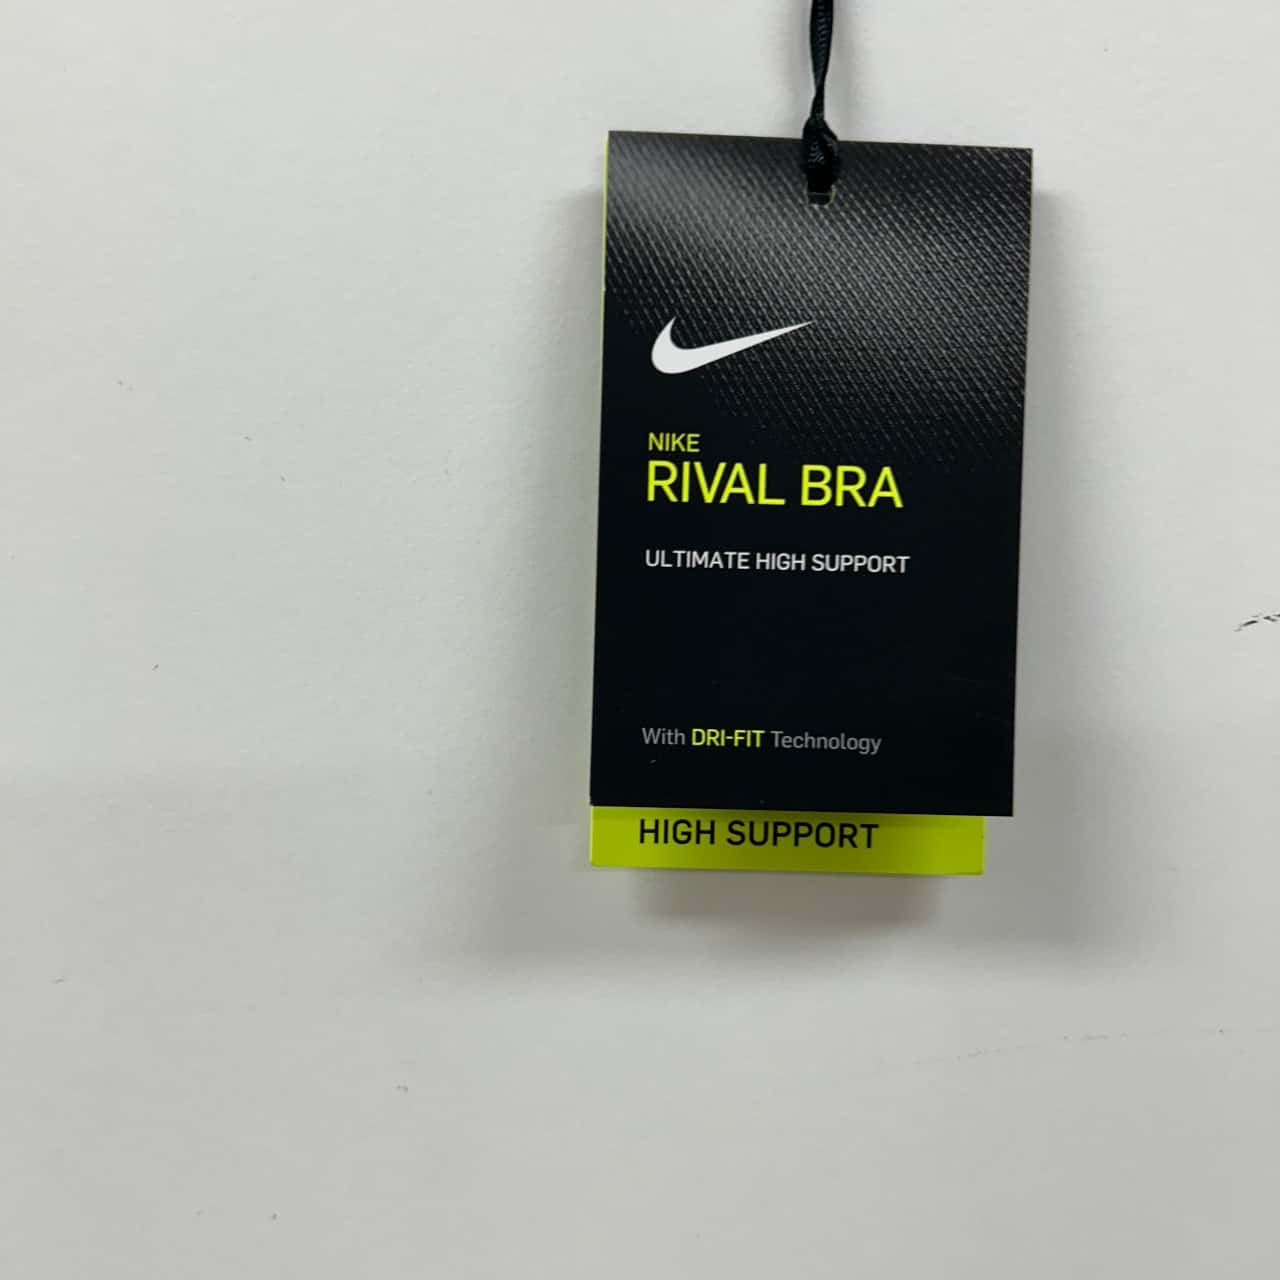 NIKE
RIVAL BRA
ULTIMATE HIGH SUPPORT
With DRI-FIT Technology
HIGH SUPPORT